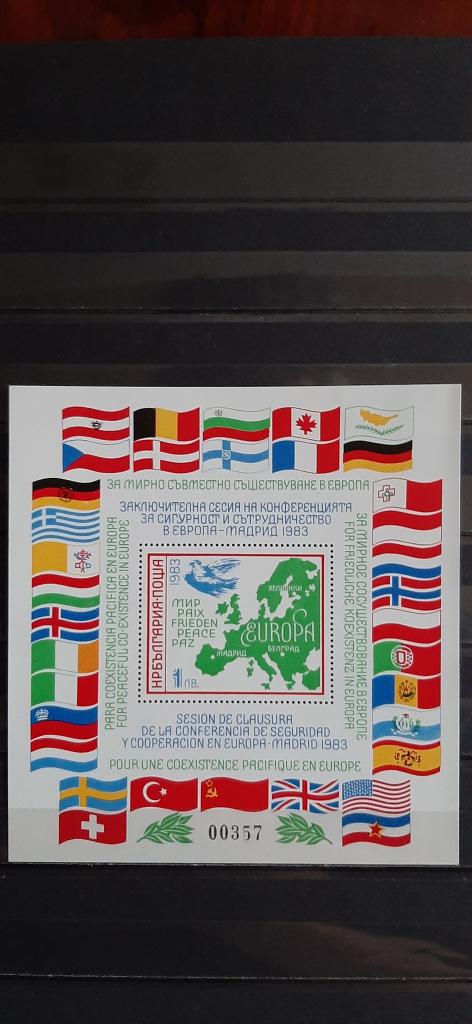 ЗА МИРНО СЪВМЕСТНО СЪЩЕСТВУВАНЕ В ЕВРОПА
ЗАКЛЮЧИТЕЛНА СЕСИЯ НА КОНФЕРЕНЦИЯТА
ЗА СИГУРНОСТ И СЪТРУДНИЧЕСТВО
В ЕВРОПА-МАДРИД 1983
PARA COEXISTENCIA PACIFICA EN EUROPA
FOR PEACEFUL CO-EXISTENCE IN EUROPE
ЗА МИРНОЕ СОСУЩЕСТВОВАНИЕ В ЕВРОПЕ
FÜR FRIEDLICHE KOEXISTENZ IN EUROPA
1983
НР БЪЛГАРИЯ·ПОЩА
МИР
PAIX
FRIEDEN
PEACE
PAZ
ХЕЛЗИНКИ
EUROPA
МАДРИД
БЕЛГРАД
1 ЛВ.
SESION DE CLAUSURA
DE LA CONFERENCIA DE SEGURIDAD
Y COOPERACION EN EUROPA-MADRID 1983
POUR UNE COEXISTENCE PACIFIQUE EN EUROPE
00357